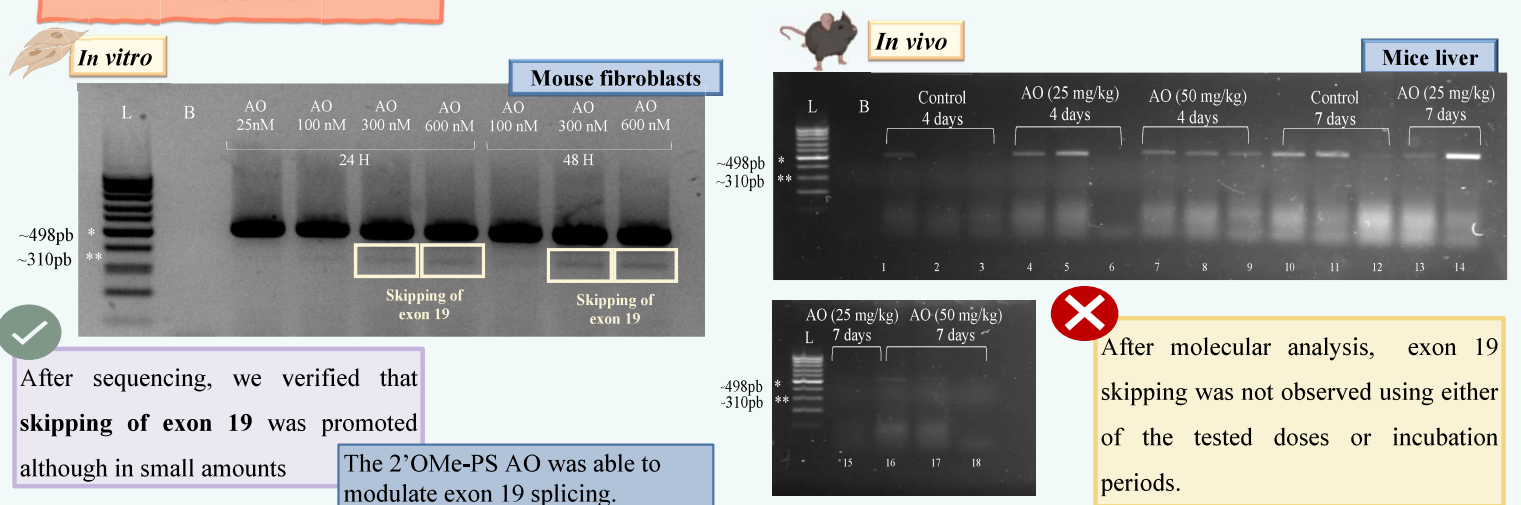 In vitro
Mouse fibroblasts
L
B
AO
25nM
AO
100 nM
AO
300 nM
AO
600 nM
AO
100 nM
AO
300 nM
AO
600 nM
24 H
48 H
~498pb *
~310pb **
Skipping of
exon 19
Skipping of
exon 19
After sequencing, we verified that
skipping of exon 19 was promoted
although in small amounts
The 2’OMe-PS AO was able to
modulate exon 19 splicing.
In vivo
Mice liver
L
B
Control
4 days
AO (25 mg/kg)
4 days
AO (50 mg/kg)
4 days
Control
7 days
AO (25 mg/kg)
7 days
~498pb *
~310pb **
1 2 3 4 5 6 7 8 9 10 11 12 13 14
AO (25 mg/kg)
7 days
AO (50 mg/kg)
7 days
L
-498pb *
-310pb **
15 16 17 18
After molecular analysis, exon 19
skipping was not observed using either
of the tested doses or incubation
periods.